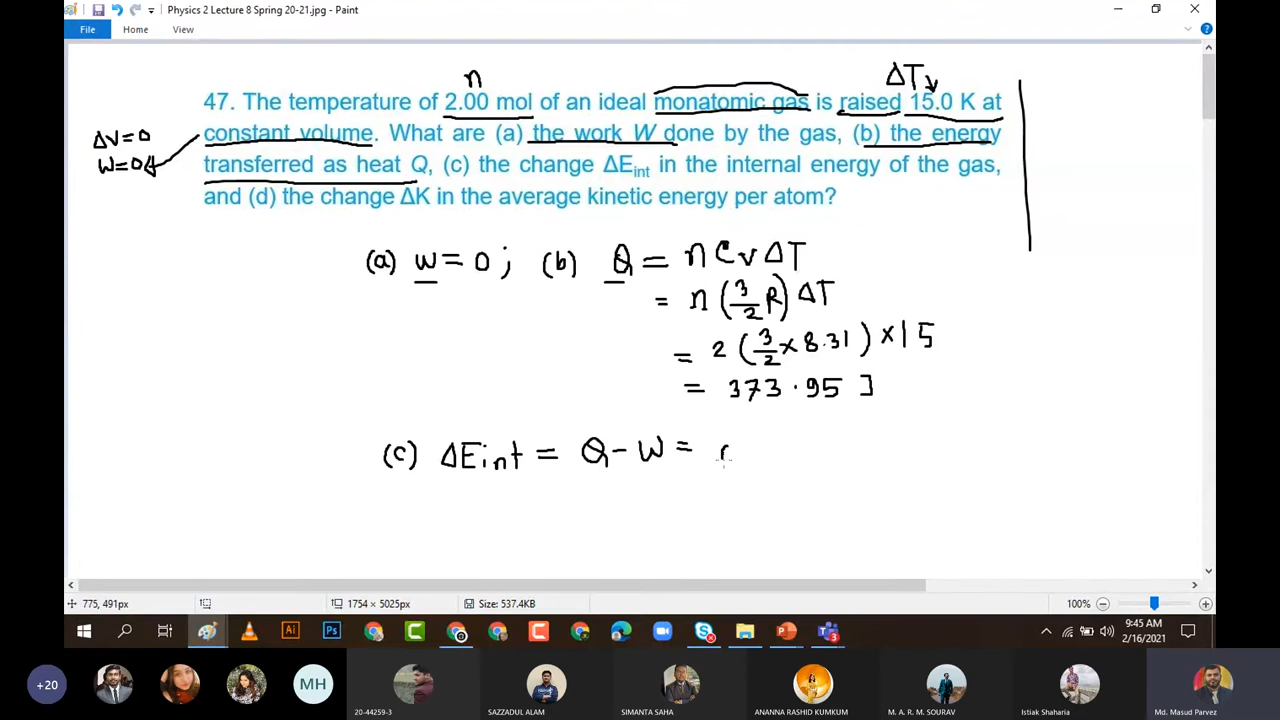 Physics 2 Lecture 8 Spring 20-21.jpg - Paint
File Home View
n
ΔT
47. The temperature of 2.00 mol of an ideal monatomic gas is raised 15.0 K at
constant volume. What are (a) the work W done by the gas, (b) the energy
transferred as heat Q, (c) the change ΔEint in the internal energy of the gas,
and (d) the change ΔK in the average kinetic energy per atom?
ΔV=0
W=0
(a) W=0; (b) Q = nCvΔT
= n(3/2 R)ΔT
= 2(3/2×8.31)×15
= 373.95 J
(c) ΔEint = Q-W =
775, 491px
1754 × 5025px
Size: 537.4KB
100%
9:45 AM
2/16/2021
+20
MH
20-44259-3
SAZZADUL ALAM
SIMANTA SAHA
ANANNA RASHID KUMKUM
M. A. R. M. SOURAV
Istiak Shaharia
Md. Masud Parvez